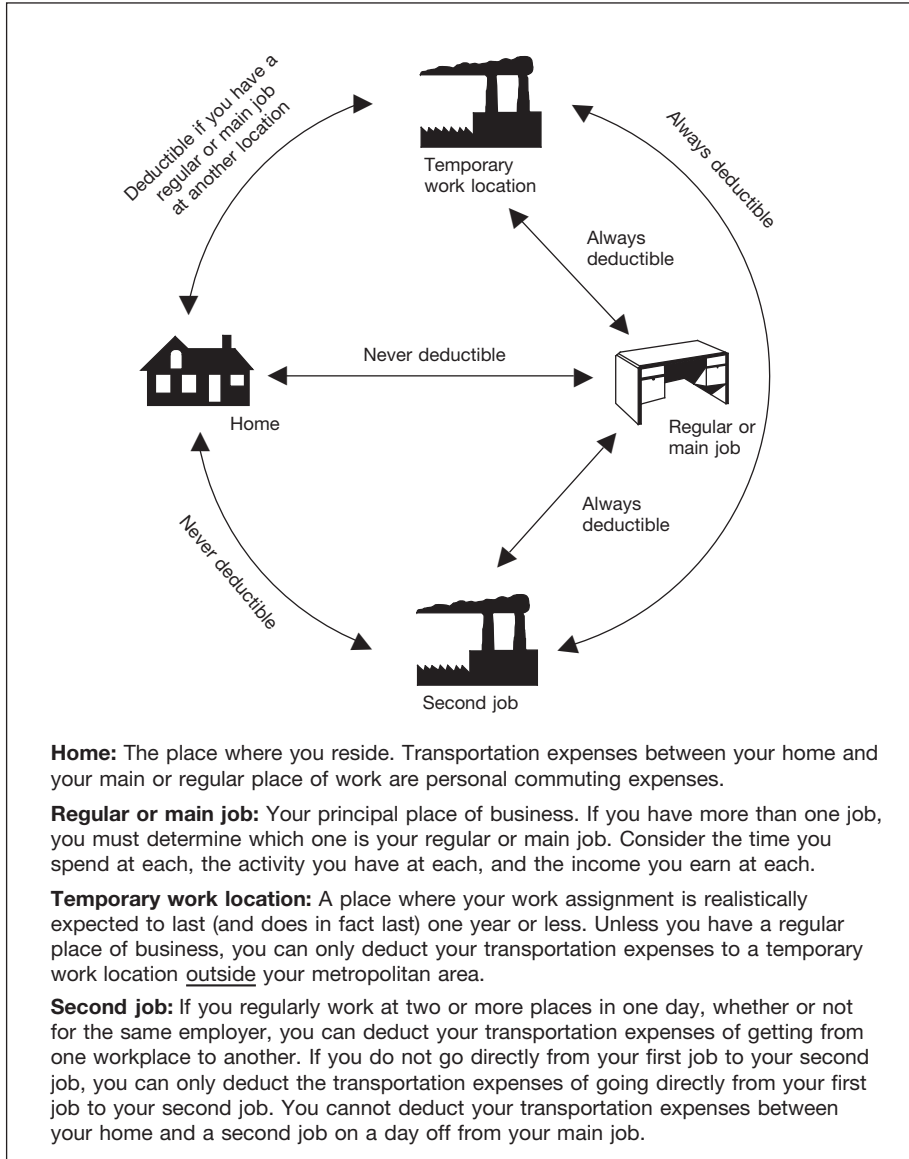 Deductible if you have a
regular or main job
at another location
Temporary
work location
Always deductible
Always
deductible
Never deductible
Home
Regular or
main job
Always
deductible
Never deductible
Second job
Home: The place where you reside. Transportation expenses between your home and
your main or regular place of work are personal commuting expenses.
Regular or main job: Your principal place of business. If you have more than one job,
you must determine which one is your regular or main job. Consider the time you
spend at each, the activity you have at each, and the income you earn at each.
Temporary work location: A place where your work assignment is realistically
expected to last (and does in fact last) one year or less. Unless you have a regular
place of business, you can only deduct your transportation expenses to a temporary
work location outside your metropolitan area.
Second job: If you regularly work at two or more places in one day, whether or not
for the same employer, you can deduct your transportation expenses of getting from
one workplace to another. If you do not go directly from your first job to your second
job, you can only deduct the transportation expenses of going directly from your first
job to your second job. You cannot deduct your transportation expenses between
your home and a second job on a day off from your main job.